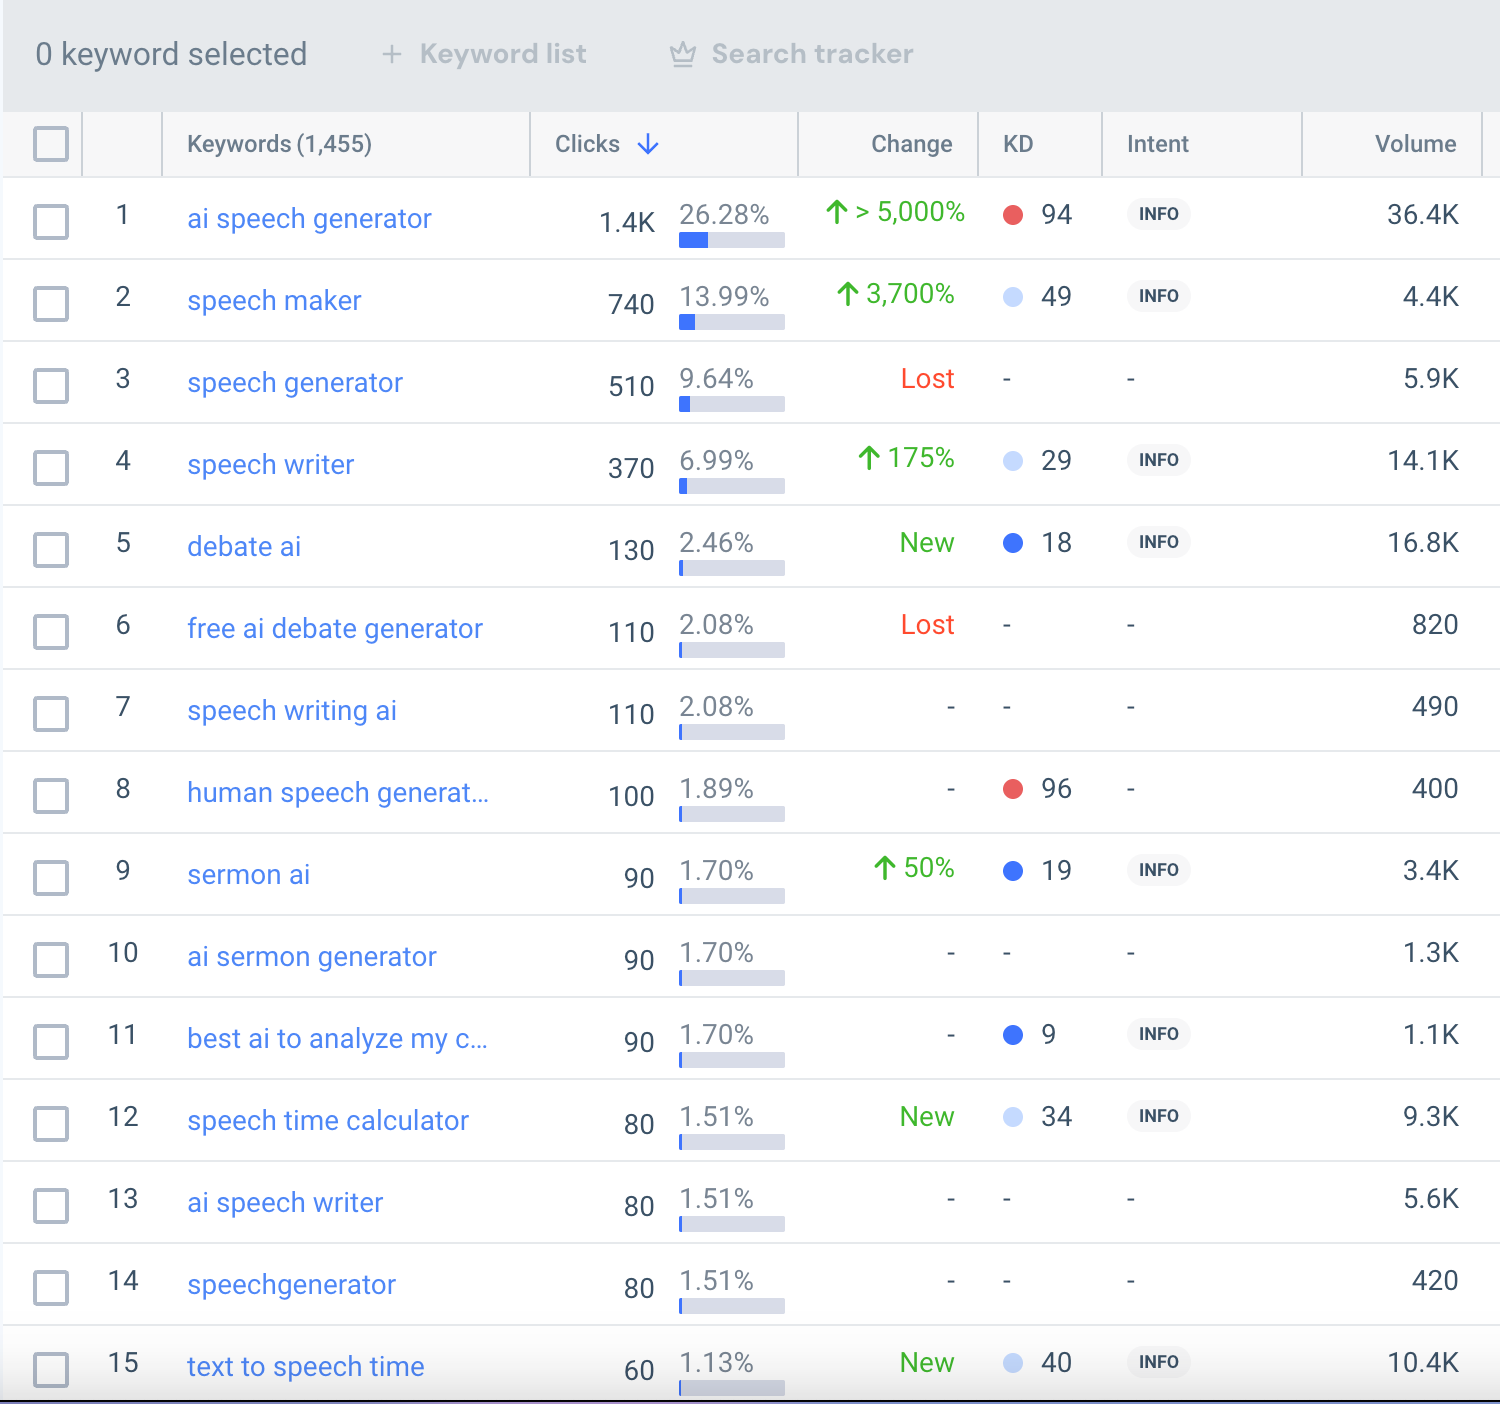 0 keyword selected + Keyword list Search tracker
Keywords (1,455) Clicks ↓ Change KD Intent Volume
1 ai speech generator 1.4K 26.28% ↑ > 5,000% 94 INFO 36.4K
2 speech maker 740 13.99% ↑ 3,700% 49 INFO 4.4K
3 speech generator 510 9.64% Lost - - 5.9K
4 speech writer 370 6.99% ↑ 175% 29 INFO 14.1K
5 debate ai 130 2.46% New 18 INFO 16.8K
6 free ai debate generator 110 2.08% Lost - - 820
7 speech writing ai 110 2.08% - - - 490
8 human speech generat... 100 1.89% - 96 - 400
9 sermon ai 90 1.70% ↑ 50% 19 INFO 3.4K
10 ai sermon generator 90 1.70% - - - 1.3K
11 best ai to analyze my c... 90 1.70% - 9 INFO 1.1K
12 speech time calculator 80 1.51% New 34 INFO 9.3K
13 ai speech writer 80 1.51% - - - 5.6K
14 speechgenerator 80 1.51% - - - 420
15 text to speech time 60 1.13% New 40 INFO 10.4K